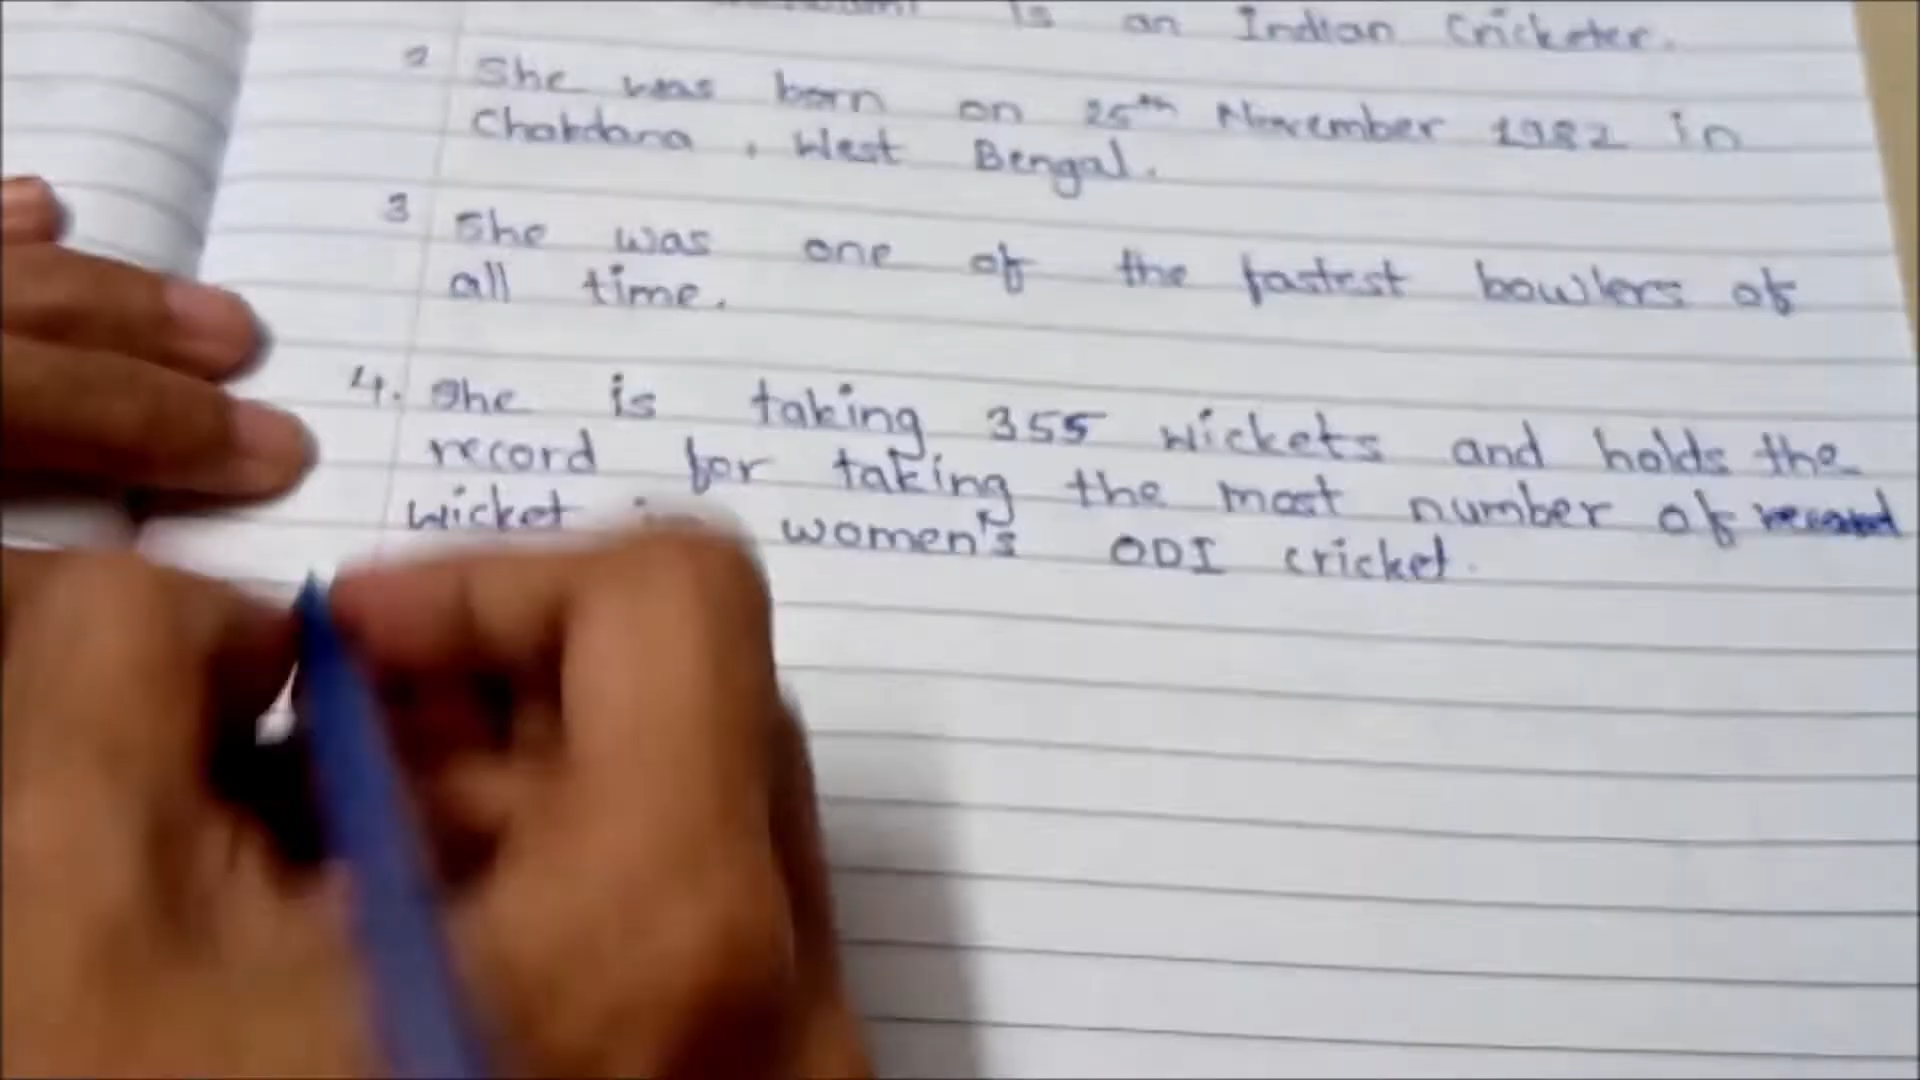 is an Indian Cricketer.
2 She was born on 25th November 1982 in
Chakdana, West Bengal.
3 She was one of the fastest bowlers of
all time.
4. She is taking 355 wickets and holds the
record for taking the most number of
wicket in women's ODI cricket.